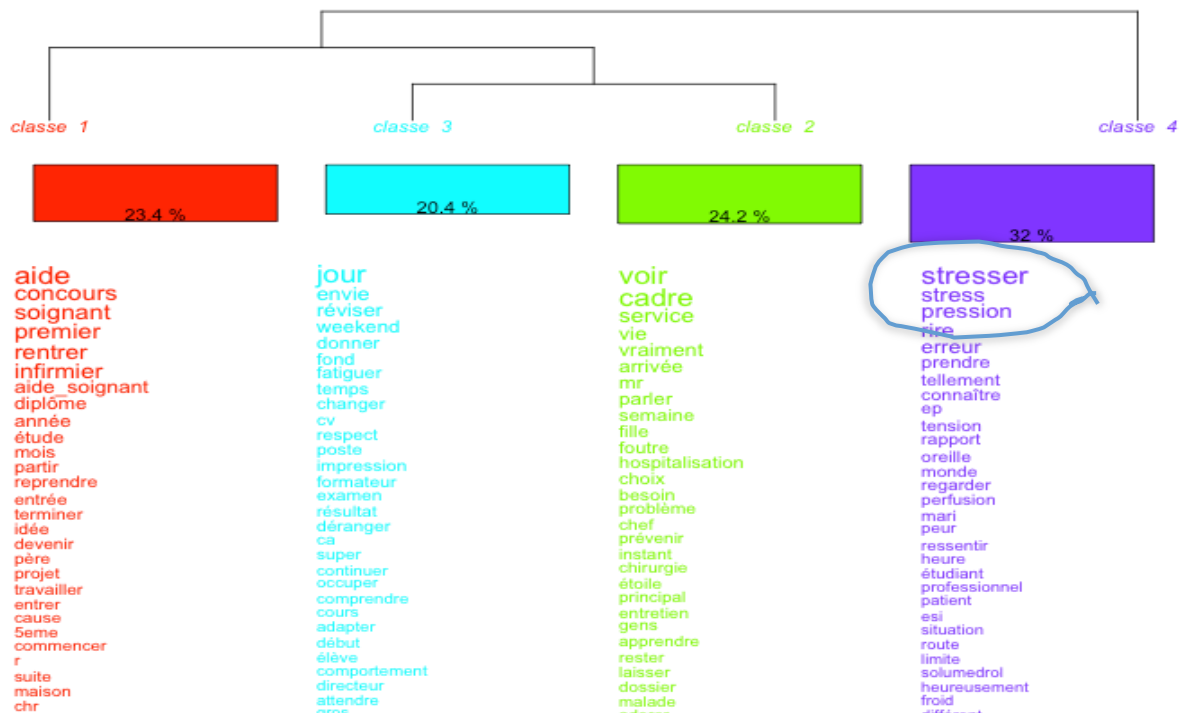 classe 1
classe 3
classe 2
classe 4
23.4 %
20.4 %
24.2 %
32 %
aide
concours
soignant
premier
rentrer
infirmier
aide_soignant
diplôme
année
étude
mois
partir
reprendre
entrée
terminer
idée
devenir
père
projet
travailler
entrer
cause
5eme
commencer
r
suite
maison
chr
jour
envie
réviser
weekend
donner
fond
fatiguer
temps
changer
cv
respect
poste
impression
formateur
examen
résultat
déranger
ca
super
continuer
occuper
comprendre
cours
adapter
début
élève
comportement
directeur
attendre
voir
cadre
service
vie
vraiment
arrivée
mr
parler
semaine
fille
foutre
hospitalisation
choix
besoin
problème
chef
prévenir
instant
chirurgie
étoile
principal
entretien
gens
apprendre
rester
laisser
dossier
malade
stresser
stress
pression
rire
erreur
prendre
tellement
connaître
ep
tension
rapport
oreille
monde
regarder
perfusion
mari
peur
ressentir
heure
étudiant
professionnel
patient
esi
situation
route
limite
solumedrol
heureusement
froid